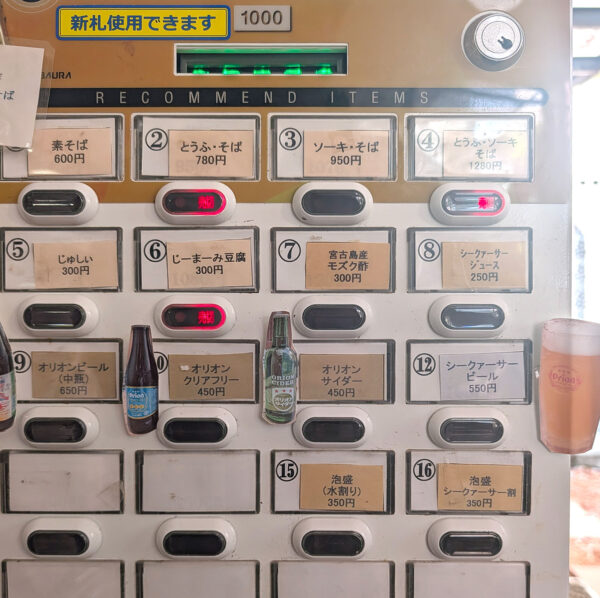 新札使用できます
1000
AURA
そば
RECOMMEND ITEMS
素そば
600円
②
とうふ・そば
780円
③
ソーキ・そば
950円
④
とうふ・ソーキ
そば
1280円
⑤
じゅしい
300円
⑥
じーまーみ豆腐
300円
⑦
宮古島産
モズク酢
300円
⑧
シークァーサー
ジュース
250円
⑨
オリオンビール
(中瓶)
650円
オリオン
クリアフリー
450円
ORION
CIDER
オリオン
サイダー
450円
⑫
シークァーサー
ビール
550円
Orion
⑮
泡盛
(水割り)
350円
⑯
泡盛
シークァーサー割
350円